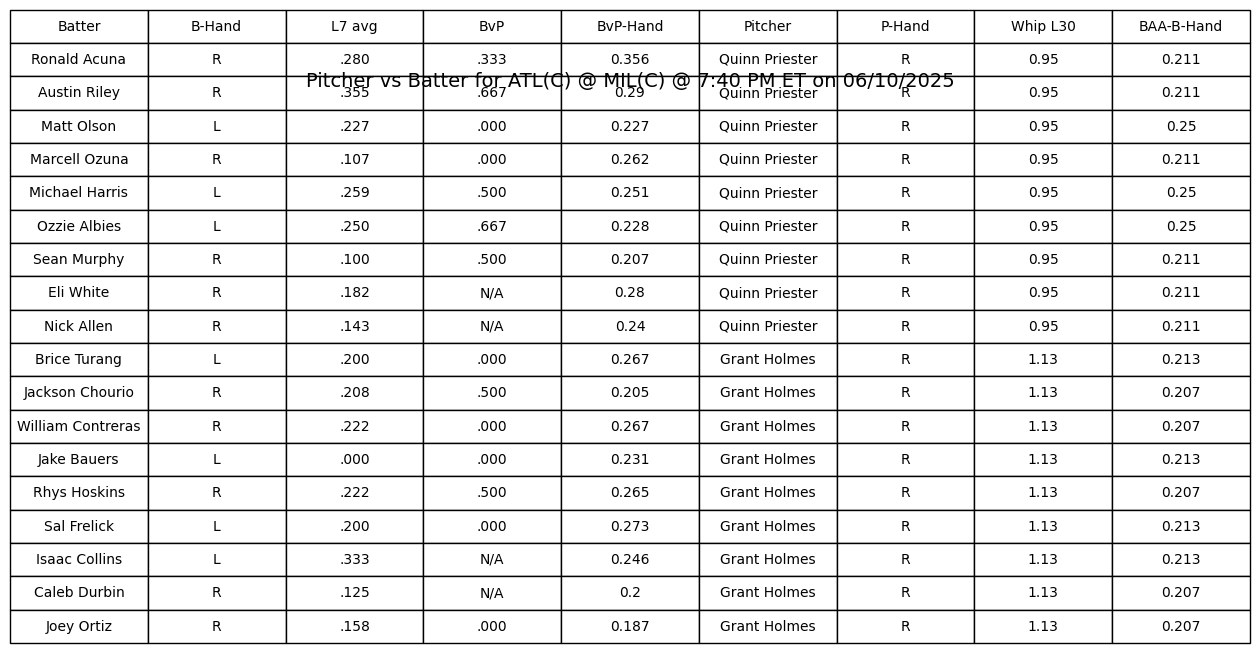 Batter B-Hand L7 avg BvP BvP-Hand Pitcher P-Hand Whip L30 BAA-B-Hand
Ronald Acuna R .280 .333 0.356 Quinn Priester R 0.95 0.211
Pitcher vs Batter for ATL(C) @ MIL(C) @ 7:40 PM ET on 06/10/2025
Austin Riley R .355 .667 0.29 Quinn Priester R 0.95 0.211
Matt Olson L .227 .000 0.227 Quinn Priester R 0.95 0.25
Marcell Ozuna R .107 .000 0.262 Quinn Priester R 0.95 0.211
Michael Harris L .259 .500 0.251 Quinn Priester R 0.95 0.25
Ozzie Albies L .250 .667 0.228 Quinn Priester R 0.95 0.25
Sean Murphy R .100 .500 0.207 Quinn Priester R 0.95 0.211
Eli White R .182 N/A 0.28 Quinn Priester R 0.95 0.211
Nick Allen R .143 N/A 0.24 Quinn Priester R 0.95 0.211
Brice Turang L .200 .000 0.267 Grant Holmes R 1.13 0.213
Jackson Chourio R .208 .500 0.205 Grant Holmes R 1.13 0.207
William Contreras R .222 .000 0.267 Grant Holmes R 1.13 0.207
Jake Bauers L .000 .000 0.231 Grant Holmes R 1.13 0.213
Rhys Hoskins R .222 .500 0.265 Grant Holmes R 1.13 0.207
Sal Frelick L .200 .000 0.273 Grant Holmes R 1.13 0.213
Isaac Collins L .333 N/A 0.246 Grant Holmes R 1.13 0.213
Caleb Durbin R .125 N/A 0.2 Grant Holmes R 1.13 0.207
Joey Ortiz R .158 .000 0.187 Grant Holmes R 1.13 0.207